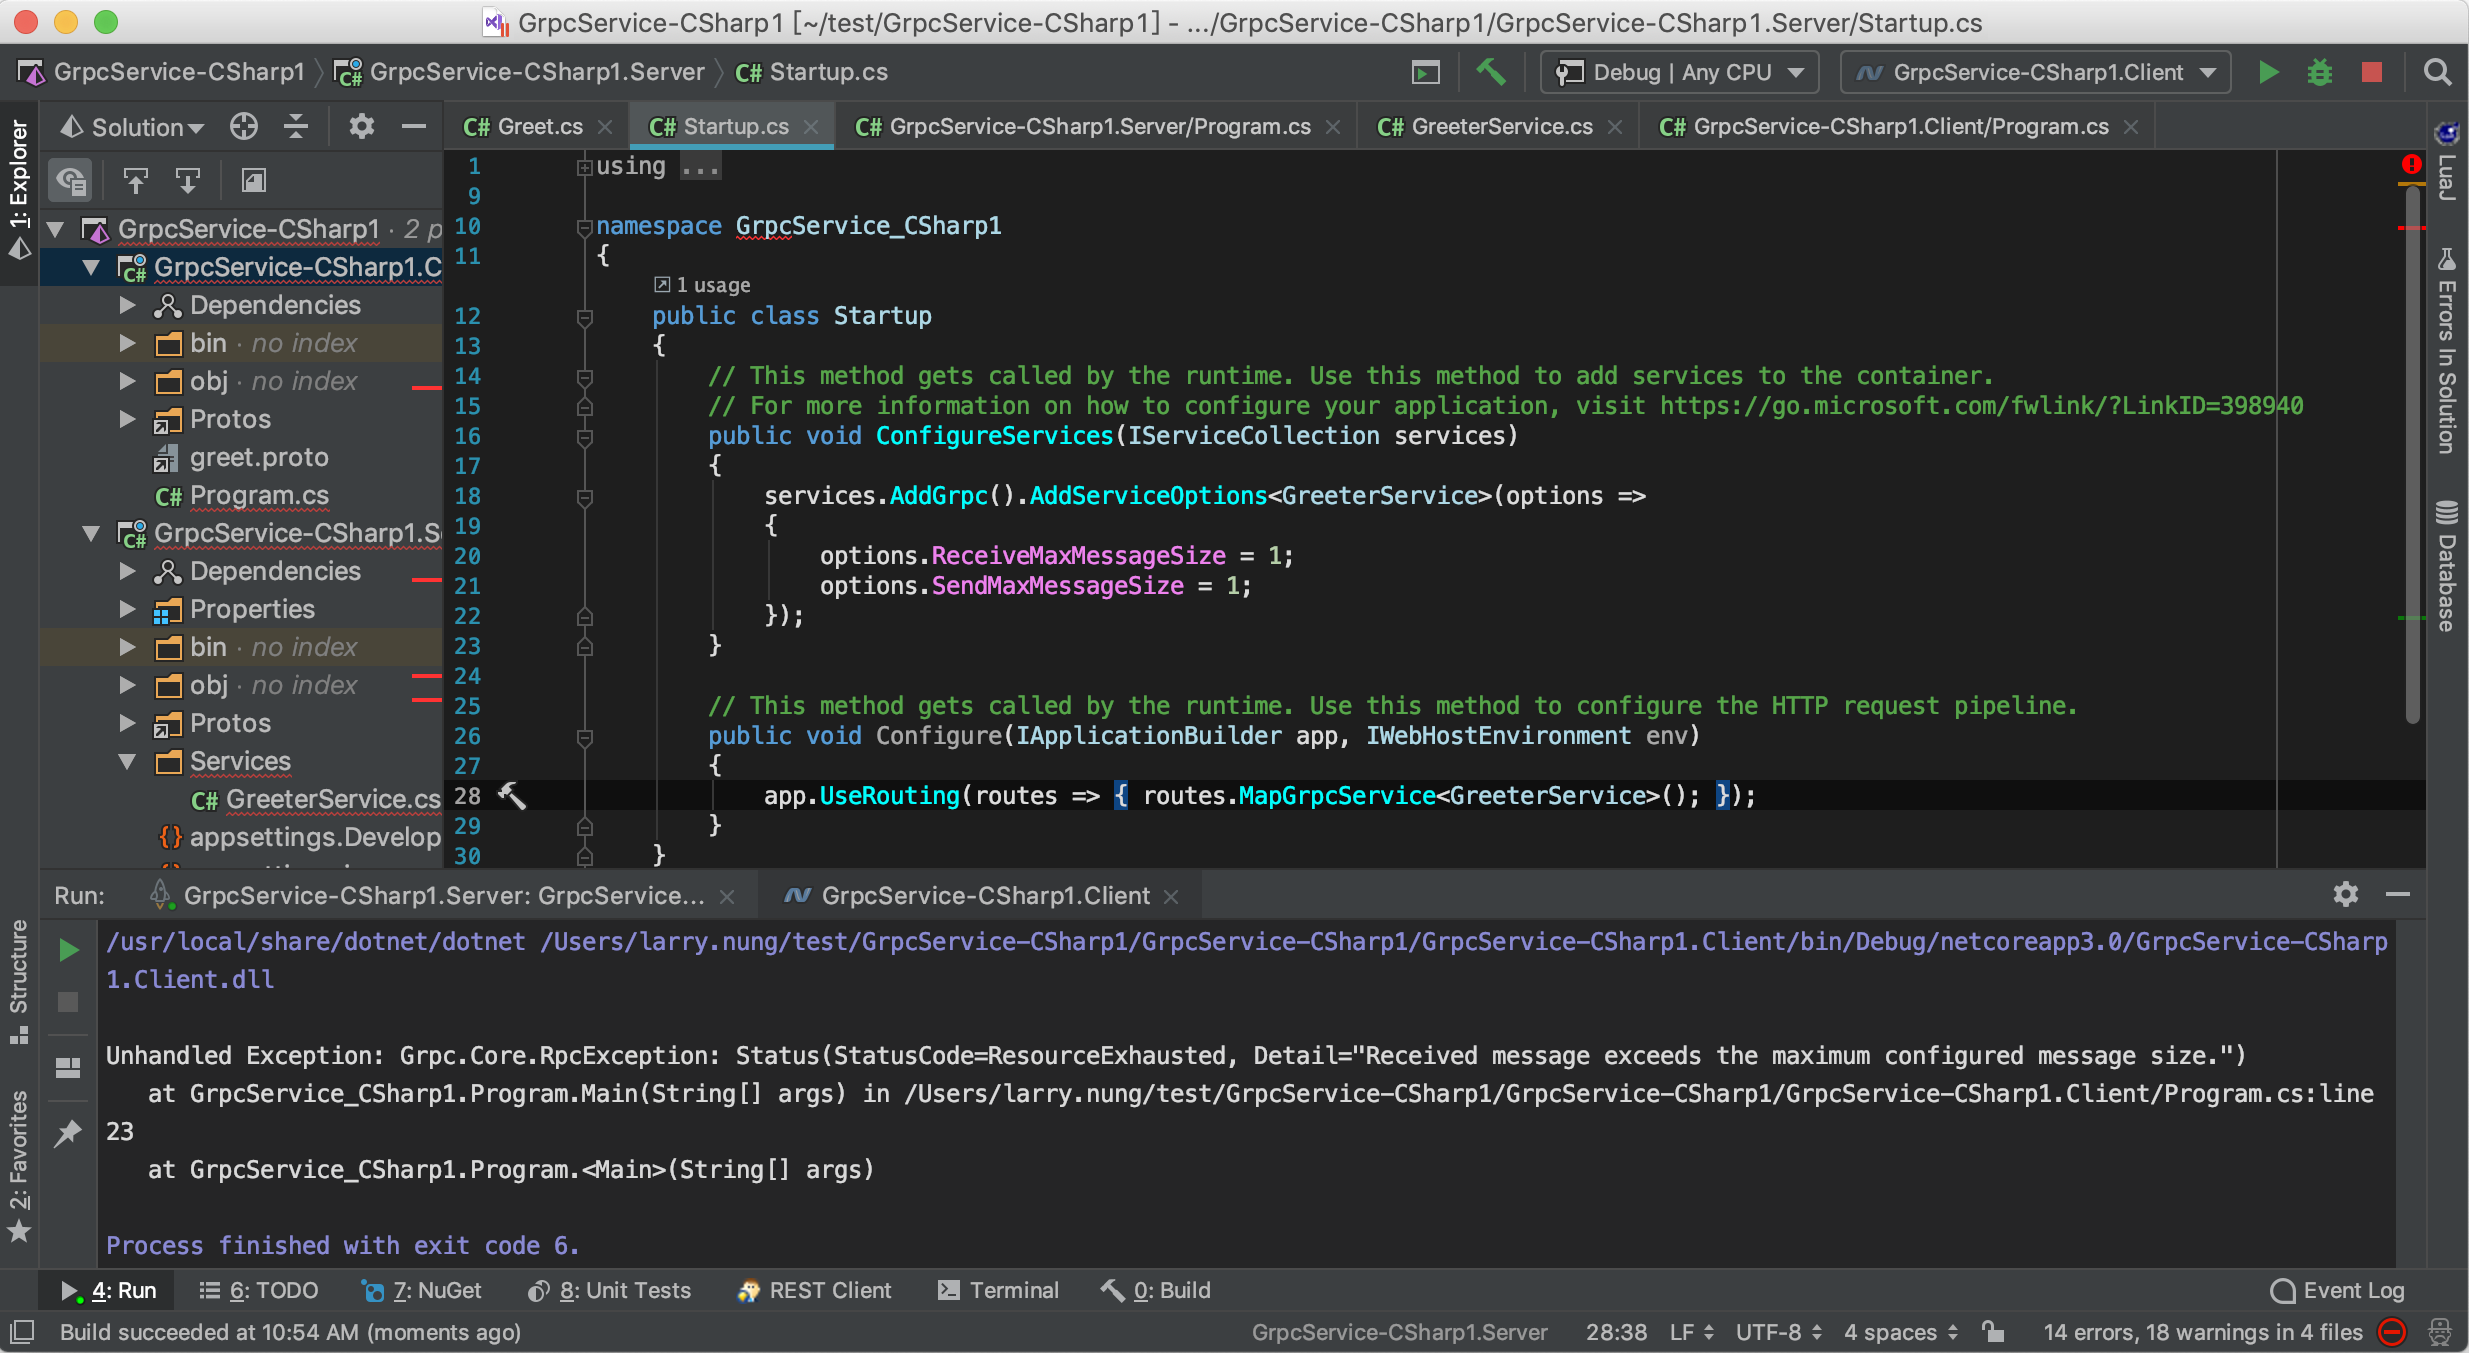 GrpcService-CSharp1 [~/test/GrpcService-CSharp1] - .../GrpcService-CSharp1/GrpcService-CSharp1.Server/Startup.cs
GrpcService-CSharp1 GrpcService-CSharp1.Server C# Startup.cs Debug | Any CPU GrpcService-CSharp1.Client
Solution C# Greet.cs C# Startup.cs C# GrpcService-CSharp1.Server/Program.cs C# GreeterService.cs C# GrpcService-CSharp1.Client/Program.cs
1: Explorer
Structure
2: Favorites
GrpcService-CSharp1 · 2 p
GrpcService-CSharp1.C
Dependencies
bin · no index
obj · no index
Protos
greet.proto
C# Program.cs
GrpcService-CSharp1.S
Dependencies
Properties
bin · no index
obj · no index
Protos
Services
C# GreeterService.cs
{} appsettings.Develop
1 using ...
9
10 namespace GrpcService_CSharp1
11 {
1 usage
12 public class Startup
13 {
14 // This method gets called by the runtime. Use this method to add services to the container.
15 // For more information on how to configure your application, visit https://go.microsoft.com/fwlink/?LinkID=398940
16 public void ConfigureServices(IServiceCollection services)
17 {
18 services.AddGrpc().AddServiceOptions<GreeterService>(options =>
19 {
20 options.ReceiveMaxMessageSize = 1;
21 options.SendMaxMessageSize = 1;
22 });
23 }
24
25 // This method gets called by the runtime. Use this method to configure the HTTP request pipeline.
26 public void Configure(IApplicationBuilder app, IWebHostEnvironment env)
27 {
28 app.UseRouting(routes => { routes.MapGrpcService<GreeterService>(); });
29 }
30 }
LuaJ
Errors In Solution
Database
Run: GrpcService-CSharp1.Server: GrpcService... GrpcService-CSharp1.Client
/usr/local/share/dotnet/dotnet /Users/larry.nung/test/GrpcService-CSharp1/GrpcService-CSharp1/GrpcService-CSharp1.Client/bin/Debug/netcoreapp3.0/GrpcService-CSharp
1.Client.dll
Unhandled Exception: Grpc.Core.RpcException: Status(StatusCode=ResourceExhausted, Detail="Received message exceeds the maximum configured message size.")
at GrpcService_CSharp1.Program.Main(String[] args) in /Users/larry.nung/test/GrpcService-CSharp1/GrpcService-CSharp1/GrpcService-CSharp1.Client/Program.cs:line
23
at GrpcService_CSharp1.Program.<Main>(String[] args)
Process finished with exit code 6.
4: Run 6: TODO 7: NuGet 8: Unit Tests REST Client Terminal 0: Build Event Log
Build succeeded at 10:54 AM (moments ago) GrpcService-CSharp1.Server 28:38 LF UTF-8 4 spaces 14 errors, 18 warnings in 4 files